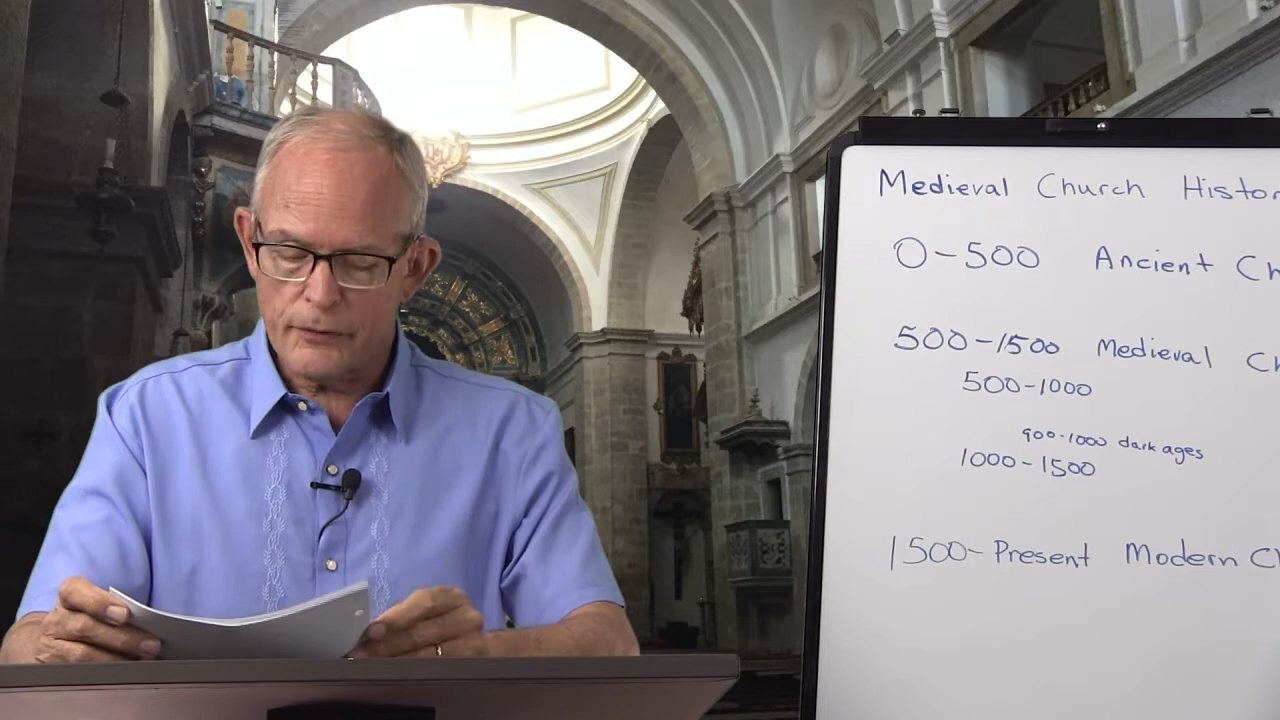 Medieval Church Histor
0-500 Ancient Ch
500-1500 Medieval Ch
500-1000
900-1000 dark ages
1000-1500
1500-Present Modern Ch